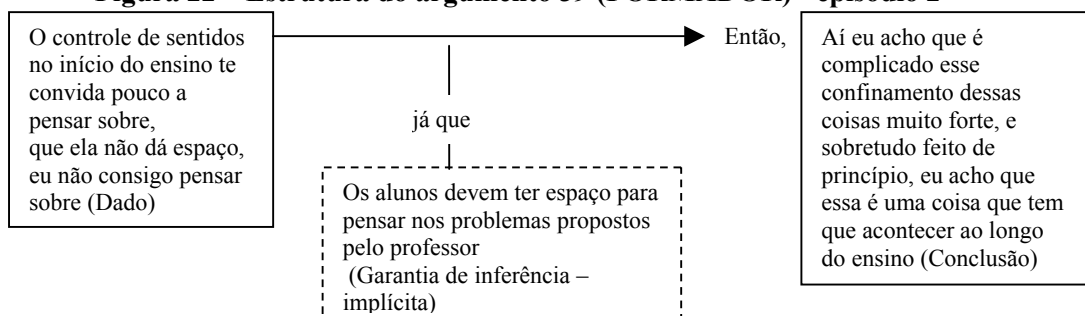 Figura 22 – Estrutura do argumento 39 (FORMADOR) – episódio 2
O controle de sentidos
no início do ensino te
convida pouco a
pensar sobre,
que ela não dá espaço,
eu não consigo pensar
sobre (Dado)
Então,
já que
Os alunos devem ter espaço para
pensar nos problemas propostos
pelo professor
(Garantia de inferência –
implícita)
Aí eu acho que é
complicado esse
confinamento dessas
coisas muito forte, e
sobretudo feito de
princípio, eu acho que
essa é uma coisa que tem
que acontecer ao longo
do ensino (Conclusão)